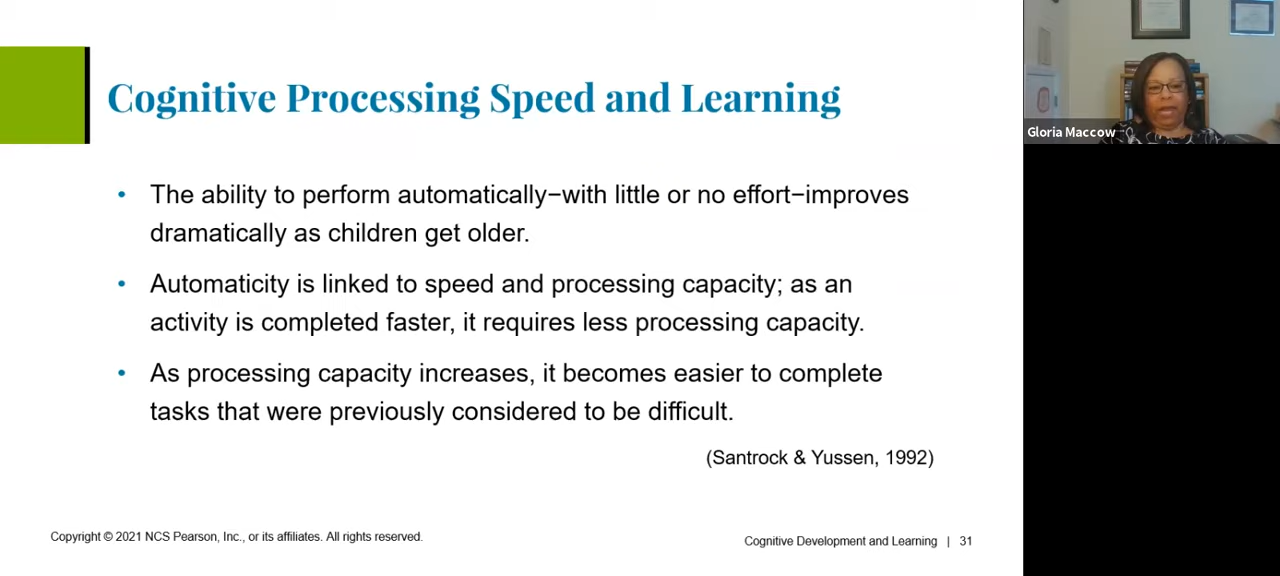 Cognitive Processing Speed and Learning
• The ability to perform automatically–with little or no effort–improves
dramatically as children get older.
• Automaticity is linked to speed and processing capacity; as an
activity is completed faster, it requires less processing capacity.
• As processing capacity increases, it becomes easier to complete
tasks that were previously considered to be difficult.
(Santrock & Yussen, 1992)
Copyright © 2021 NCS Pearson, Inc., or its affiliates. All rights reserved.
Cognitive Development and Learning | 31
Gloria Maccow